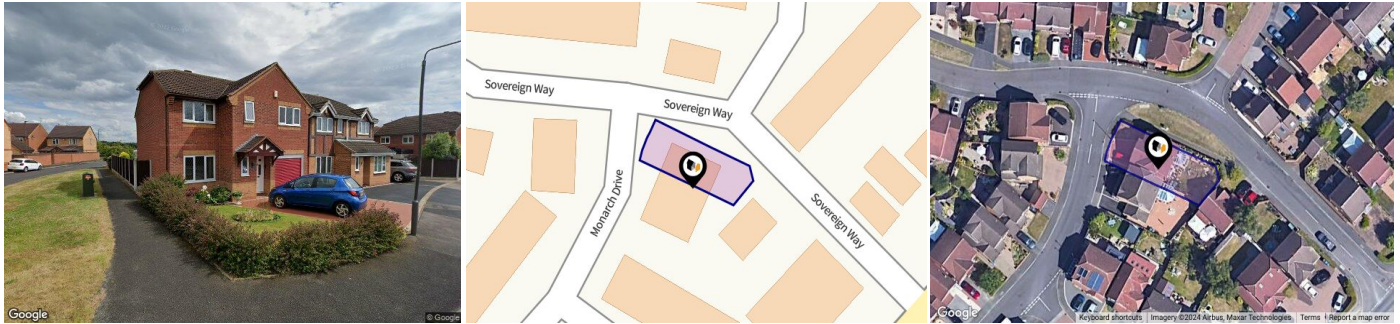 Google
© Google
Sovereign Way
Sovereign Way
Monarch Drive
Sovereign Way
Google
Keyboard shortcuts
Imagery ©2024 Airbus, Maxar Technologies
Terms
Report a map error